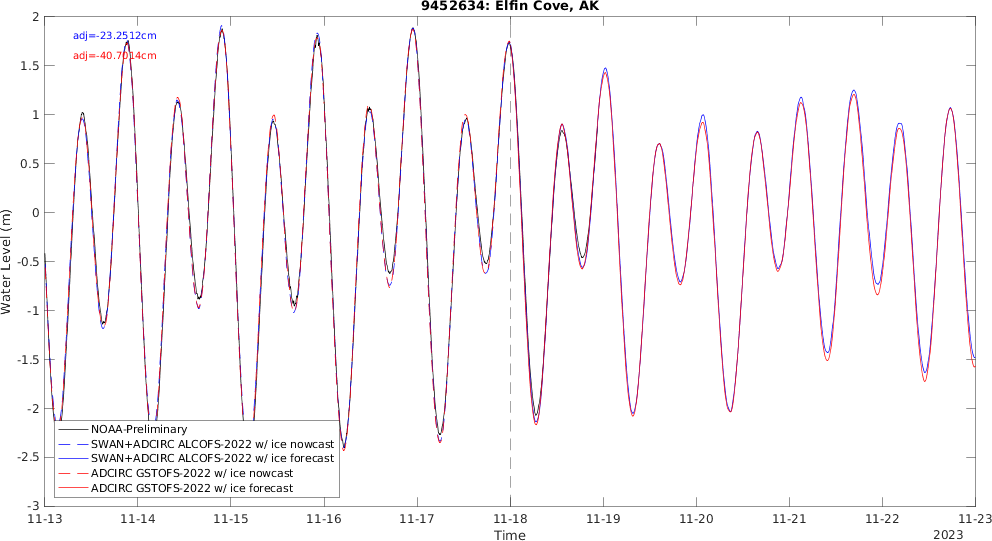 9452634: Elfin Cove, AK
adj=-23.2512cm
adj=-40.7014cm
Water Level (m)
2
1.5
1
0.5
0
-0.5
-1
-1.5
-2
-2.5
-3
NOAA-Preliminary
SWAN+ADCIRC ALCOFS-2022 w/ ice nowcast
SWAN+ADCIRC ALCOFS-2022 w/ ice forecast
ADCIRC GSTOFS-2022 w/ ice nowcast
ADCIRC GSTOFS-2022 w/ ice forecast
11-13 11-14 11-15 11-16 11-17 11-18 11-19 11-20 11-21 11-22 11-23
Time
2023